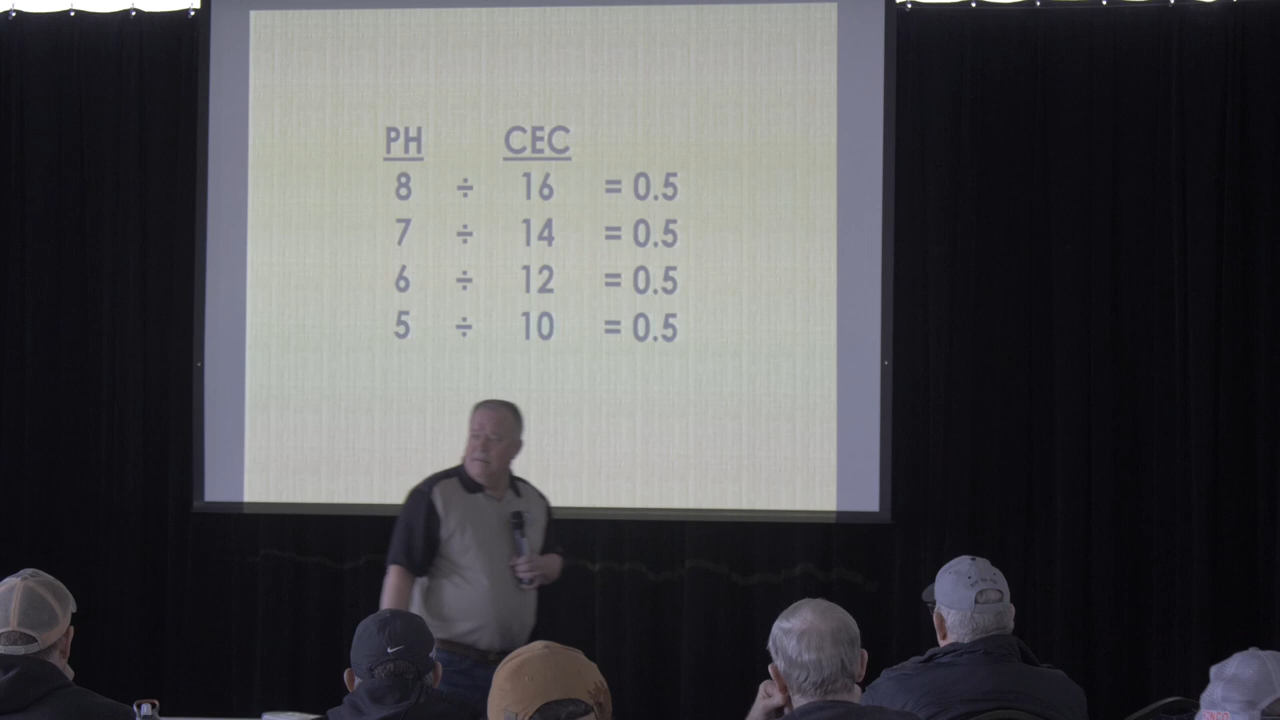 PH CEC
8 ÷ 16 = 0.5
7 ÷ 14 = 0.5
6 ÷ 12 = 0.5
5 ÷ 10 = 0.5